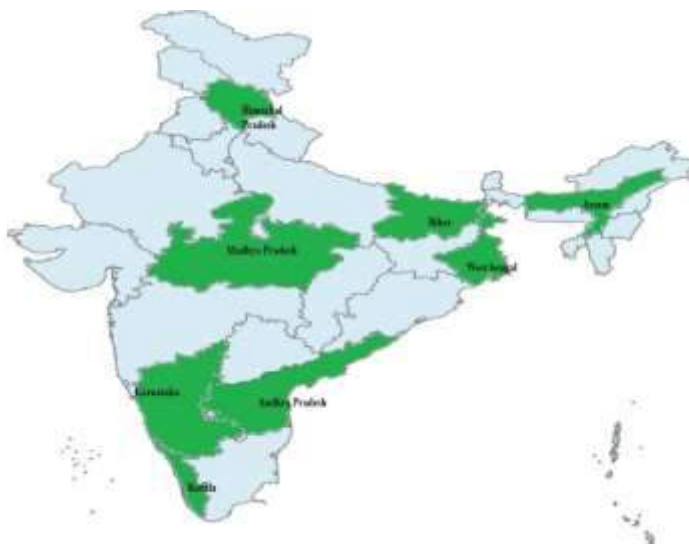 Himachal
Pradesh
Bihar
Assam
Madhya Pradesh
West bengal
Karnataka
Andhra Pradesh
Kerala